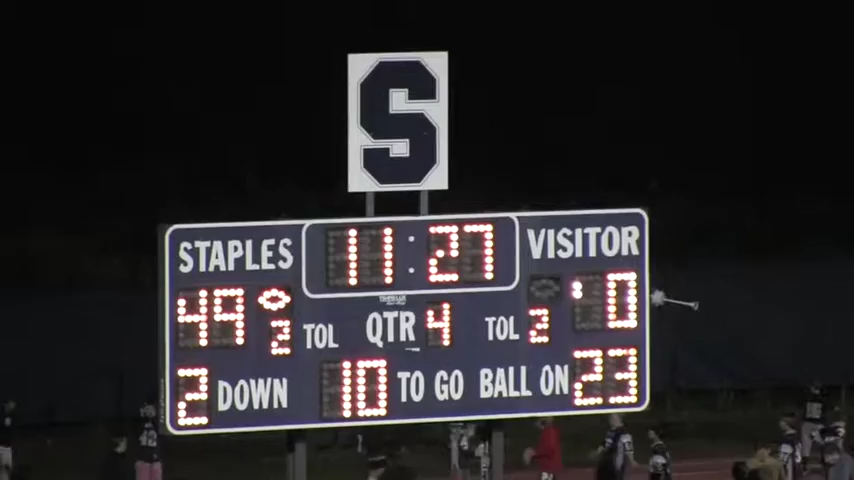 S
STAPLES 11:27 VISITOR
49 0
2 TOL QTR 4 TOL 2
2 DOWN 10 TO GO BALL ON 23